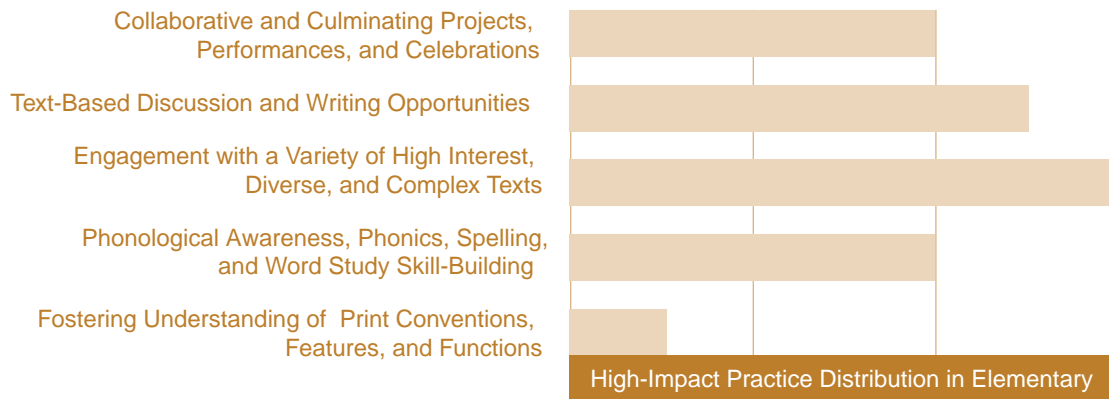 Collaborative and Culminating Projects,
Performances, and Celebrations
Text-Based Discussion and Writing Opportunities
Engagement with a Variety of High Interest,
Diverse, and Complex Texts
Phonological Awareness, Phonics, Spelling,
and Word Study Skill-Building
Fostering Understanding of Print Conventions,
Features, and Functions
High-Impact Practice Distribution in Elementary